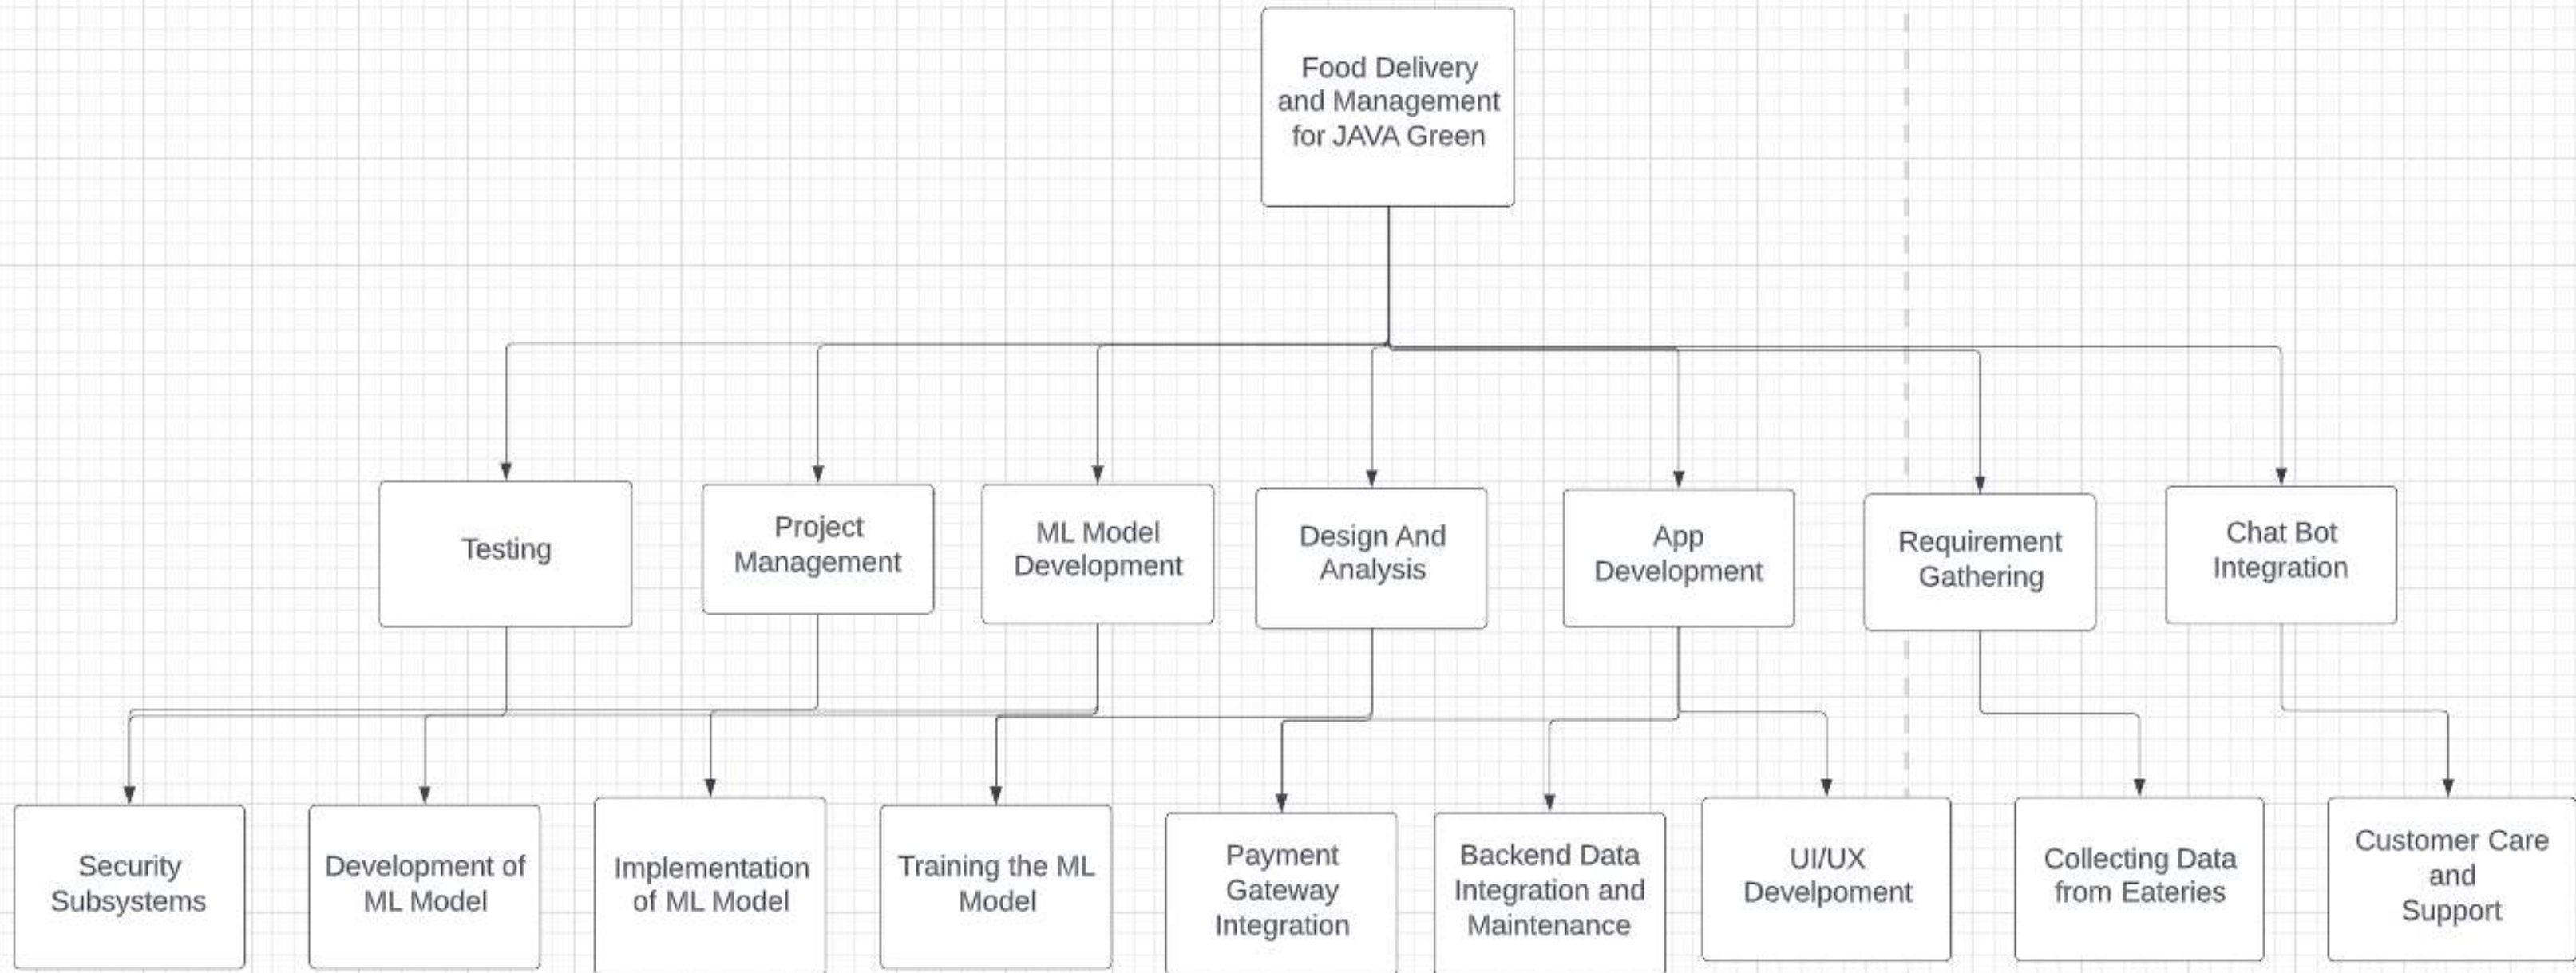 Food Delivery
and Management
for JAVA Green
Testing
Project
Management
ML Model
Development
Design And
Analysis
App
Development
Requirement
Gathering
Chat Bot
Integration
Security
Subsystems
Development of
ML Model
Implementation
of ML Model
Training the ML
Model
Payment
Gateway
Integration
Backend Data
Integration and
Maintenance
UI/UX
Develpoment
Collecting Data
from Eateries
Customer Care
and
Support